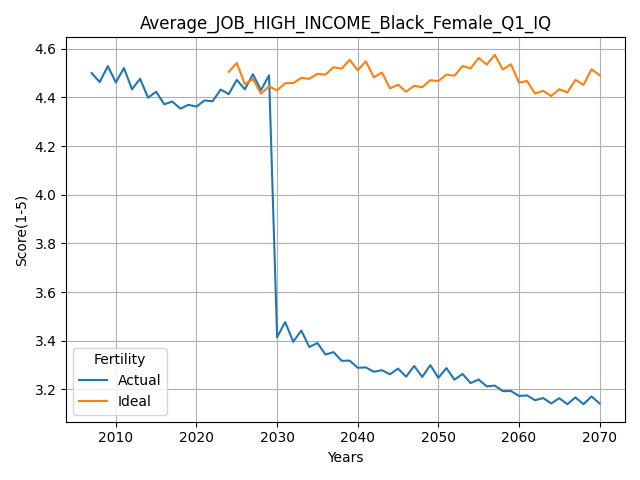 Average_JOB_HIGH_INCOME_Black_Female_Q1_IQ
4.6
4.4
4.2
4.0
3.8
3.6
3.4
3.2
Score(1-5)
Fertility
Actual
Ideal
2010 2020 2030 2040 2050 2060 2070
Years